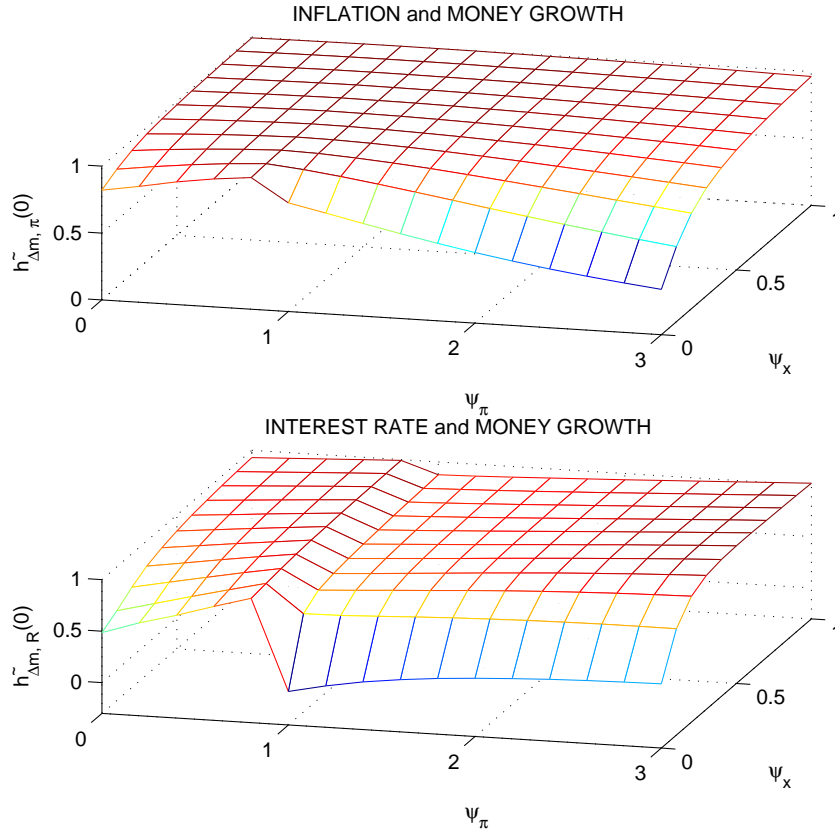 INFLATION and MONEY GROWTH
1
0.5
0
h̃Δm, π(0)
0
1
2
3
0
0.5
1
ψπ
ψx
INTEREST RATE and MONEY GROWTH
1
0.5
0
h̃Δm, R(0)
0
1
2
3
0
0.5
1
ψπ
ψx